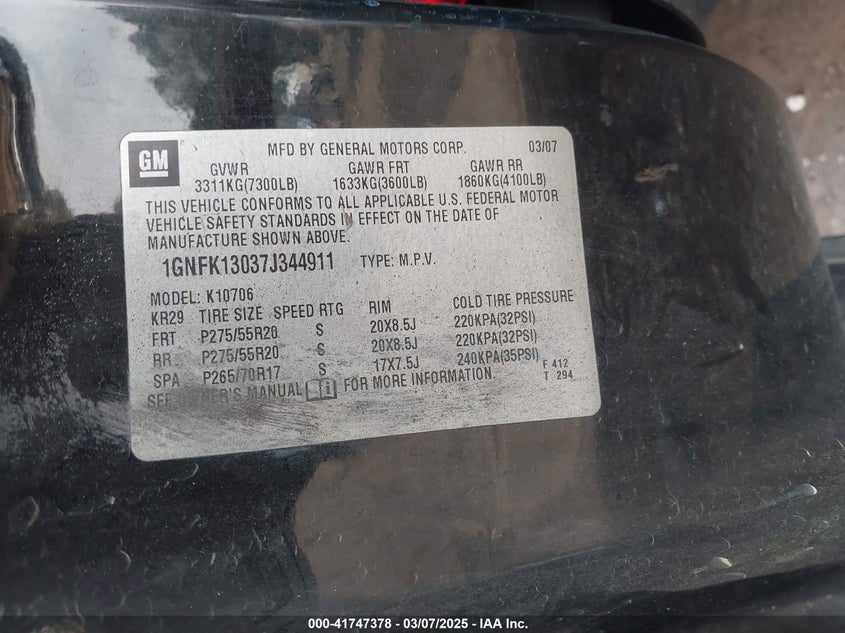 GM
MFD BY GENERAL MOTORS CORP. 03/07
GVWR GAWR FRT GAWR RR
3311KG(7300LB) 1633KG(3600LB) 1860KG(4100LB)
THIS VEHICLE CONFORMS TO ALL APPLICABLE U.S. FEDERAL MOTOR
VEHICLE SAFETY STANDARDS IN EFFECT ON THE DATE OF
MANUFACTURE SHOWN ABOVE.
1GNFK13037J344911 TYPE: M.P.V.
MODEL: K10706
KR29 TIRE SIZE SPEED RTG RIM COLD TIRE PRESSURE
FRT P275/55R20 S 20X8.5J 220KPA(32PSI)
RR P275/55R20 S 20X8.5J 220KPA(32PSI)
SPA P265/70R17 S 17X7.5J 240KPA(35PSI)
SEE OWNER'S MANUAL FOR MORE INFORMATION.
F 412
T 294
000-41747378 — 03/07/2025 — IAA Inc.